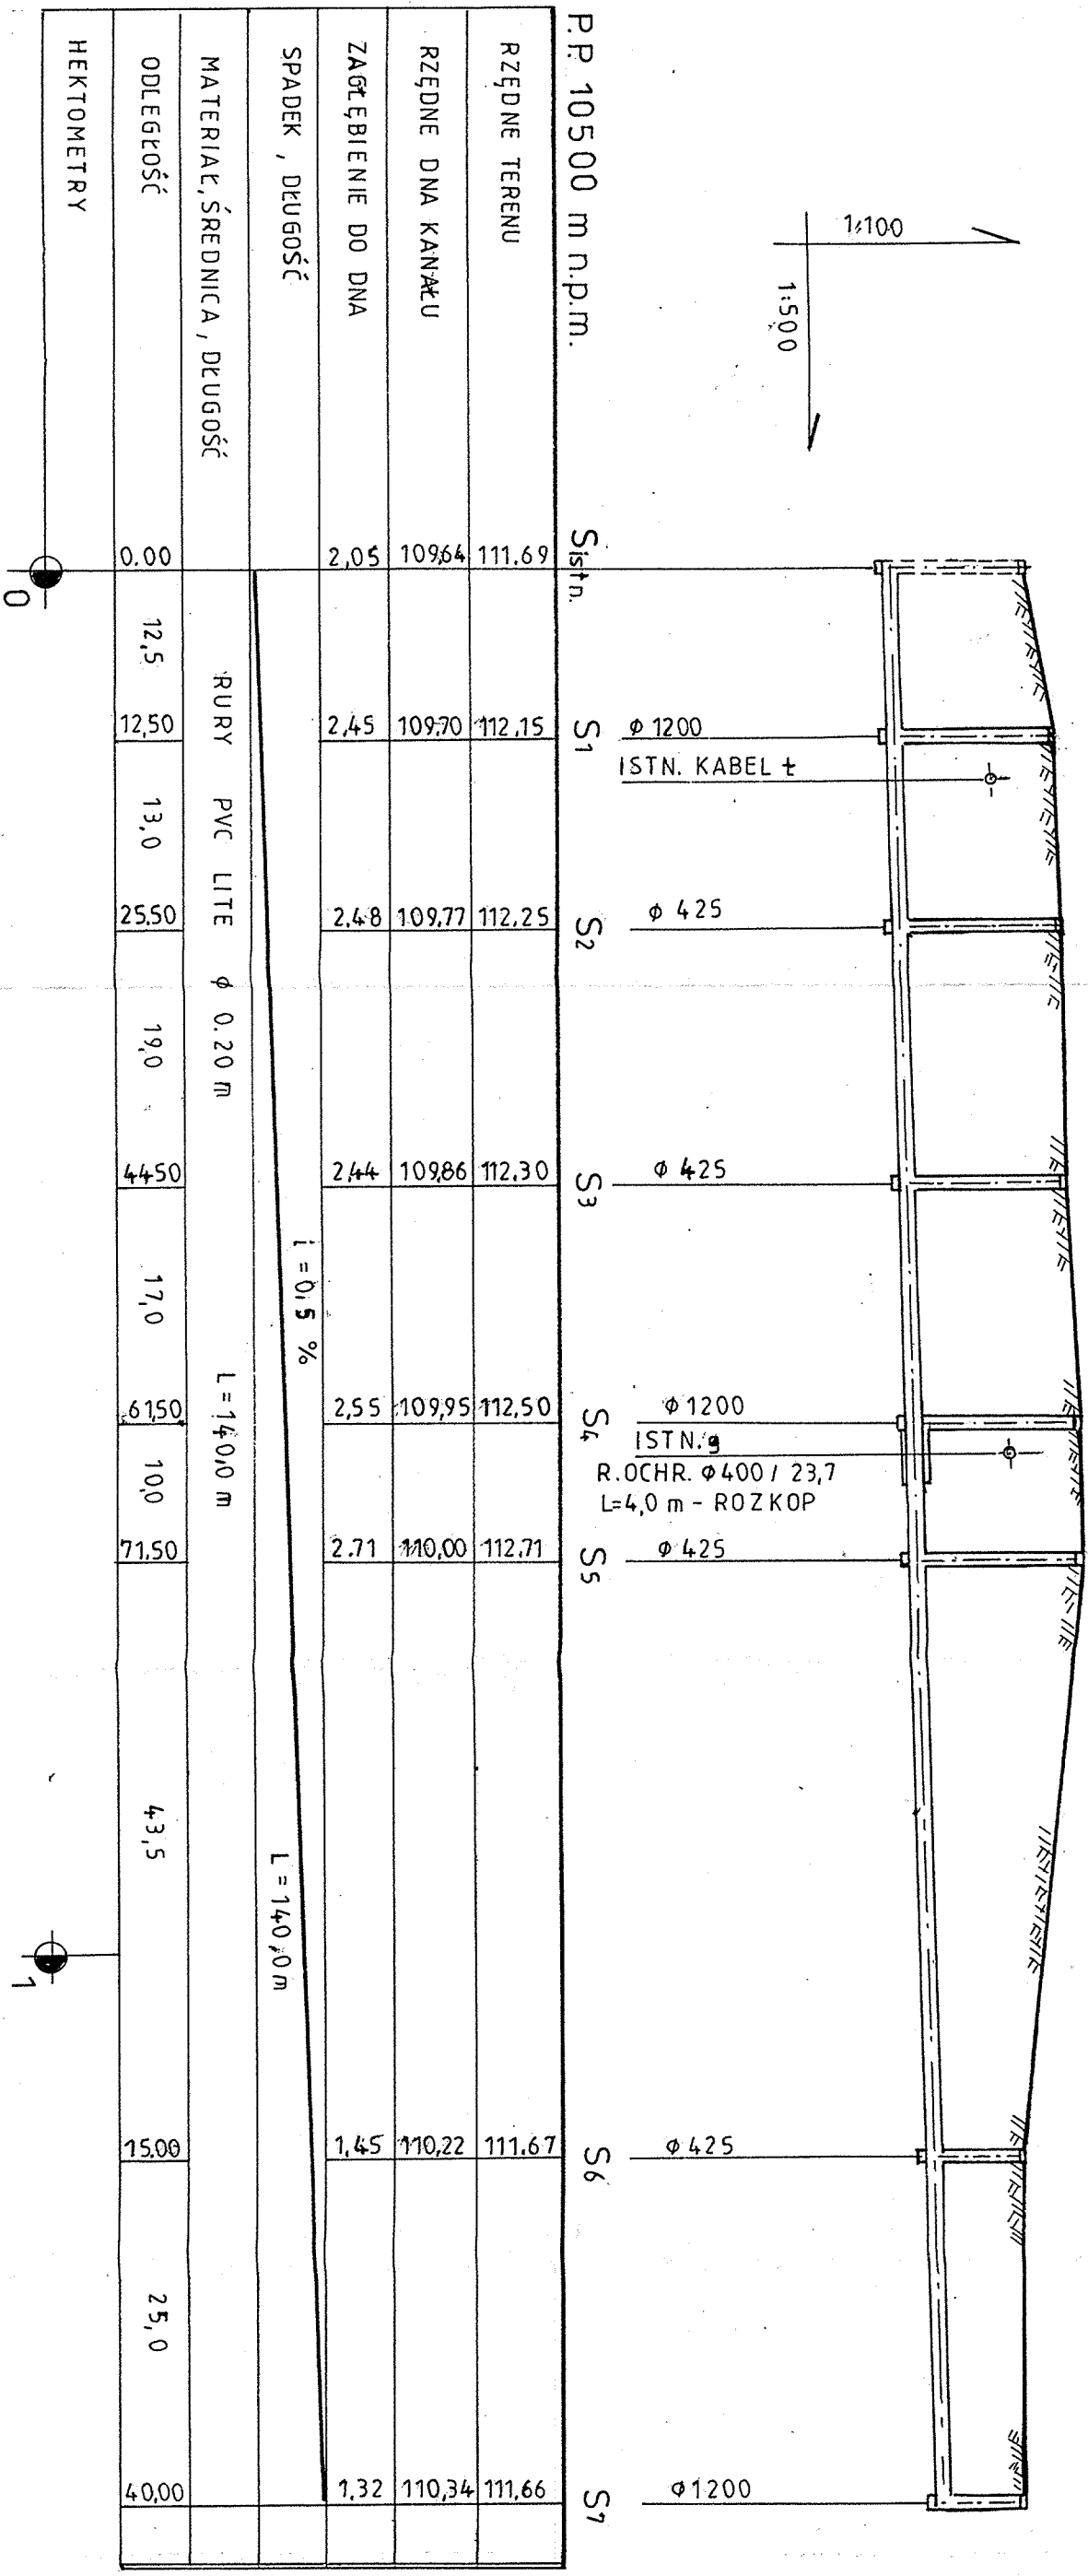 1:100
1:500
P.P. 10500 m n.p.m.
Sistn. S1 S2 S3 S4 S5 S6 S7
φ 1200
ISTN. KABEL t
φ 425
φ 425
φ 1200
ISTN. g
R.OCHR. φ 400 / 23,7
L=4,0 m - ROZKOP
φ 425
φ 425
φ 1200
RZĘDNE TERENU 111.69 112,15 112,25 112,30 112,50 112,71 111.67 111,66
RZĘDNE DNA KANAŁU 109,64 109,70 109,77 109,86 109,95 110,00 110,22 110,34
ZAGŁĘBIENIE DO DNA 2,05 2,45 2,48 2,44 2,55 2.71 1,45 1,32
SPADEK , DŁUGOŚĆ i = 0,5 % L = 140,0 m
MATERIAŁ, ŚREDNICA , DŁUGOŚĆ RURY PVC LITE φ 0.20 m L = 140,0 m
ODLEGŁOŚĆ 0.00 12,5 12,50 13,0 25,50 19,0 44,50 17,0 61,50 10,0 71,50 43,5 15.00 25,0 40,00
HEKTOMETRY
0 1